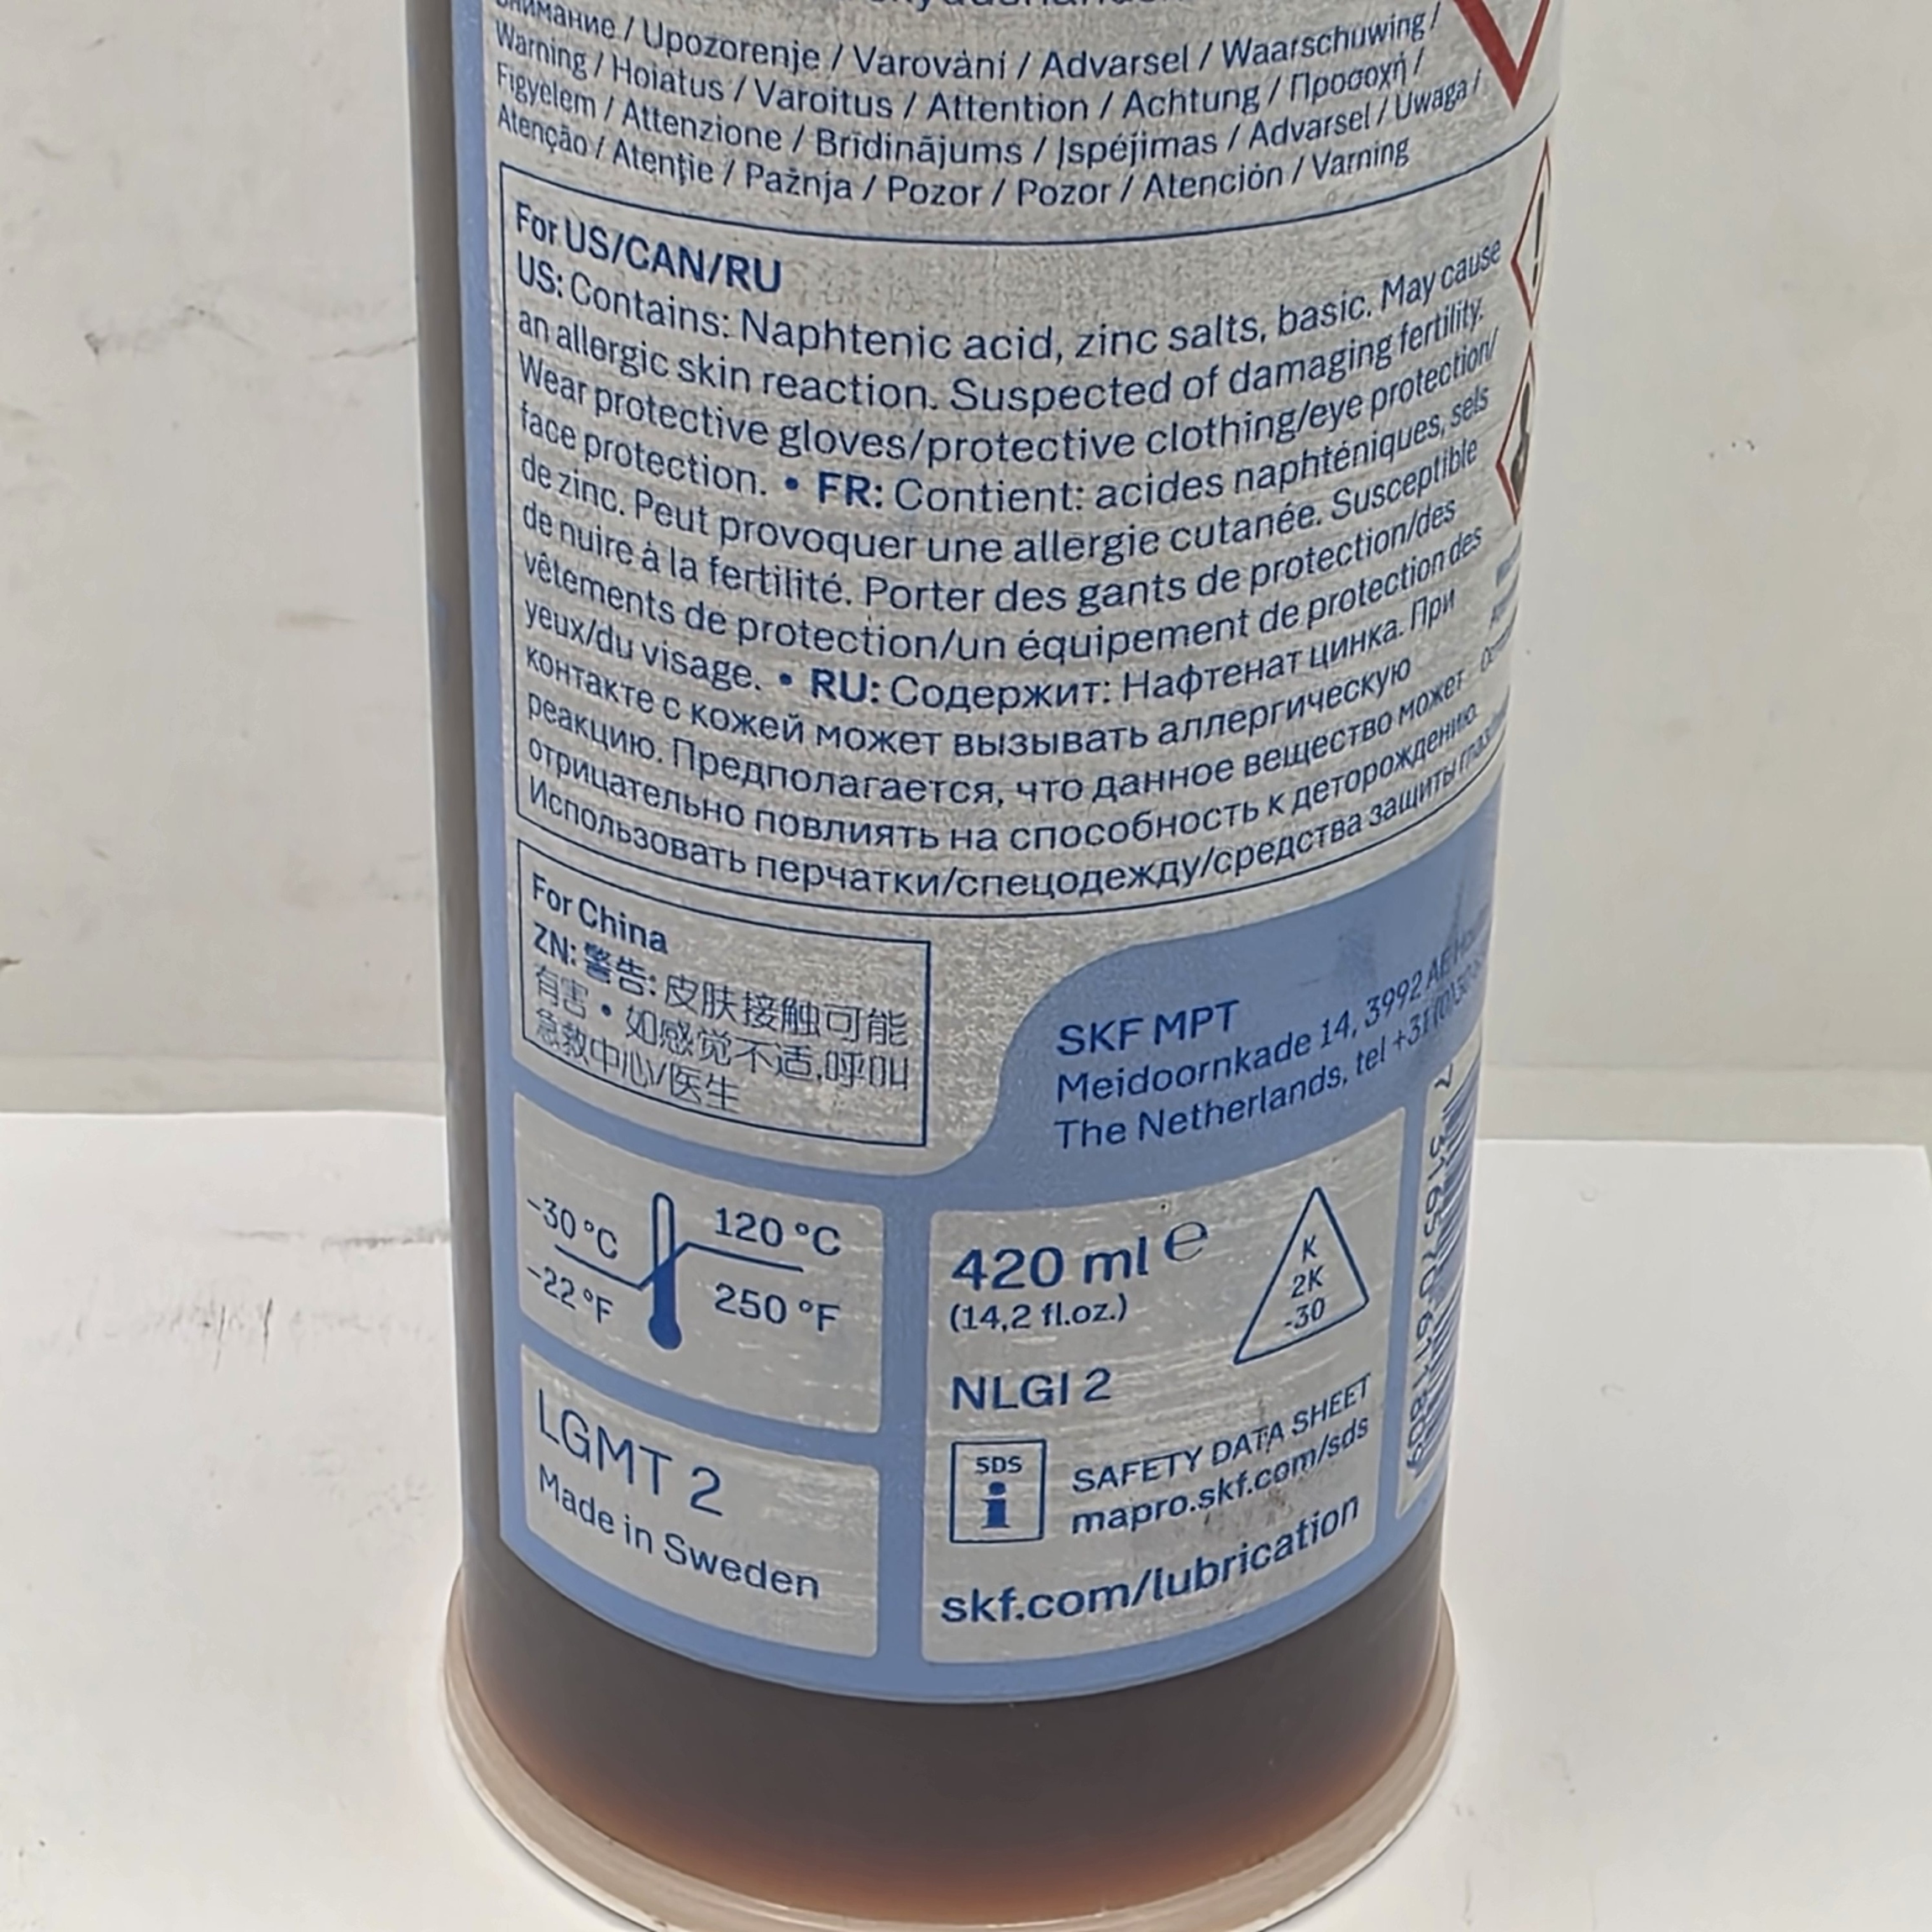 Внимание / Upozorenje / Varování / Advarsel / Waarschuwing /
Warning / Hoiatus / Varoitus / Attention / Achtung / Προσοχή /
Figyelem / Attenzione / Brīdinājums / Įspėjimas / Advarsel / Uwaga /
Atenção / Atenţie / Pažnja / Pozor / Pozor / Atención / Varning
For US/CAN/RU
US: Contains: Naphtenic acid, zinc salts, basic. May cause
an allergic skin reaction. Suspected of damaging fertility.
Wear protective gloves/protective clothing/eye protection/
face protection. • FR: Contient: acides naphténiques, sels
de zinc. Peut provoquer une allergie cutanée. Susceptible
de nuire à la fertilité. Porter des gants de protection/des
vêtements de protection/un équipement de protection des
yeux/du visage. • RU: Содержит: Нафтенат цинка. При
контакте с кожей может вызывать аллергическую
реакцию. Предполагается, что данное вещество может
отрицательно повлиять на способность к деторождению.
Использовать перчатки/спецодежду/средства защиты
For China
ZN: 警告: 皮肤接触可能
有害 • 如感觉不适,呼叫
急救中心/医生
SKF MPT
Meidoornkade 14, 3992 AE
The Netherlands, tel
-30 °C
120 °C
-22 °F
250 °F
420 ml ℮
(14,2 fl.oz.)
K
2K
-30
NLGI 2
SDS
i
SAFETY DATA SHEET
mapro.skf.com/sds
skf.com/lubrication
LGMT 2
Made in Sweden